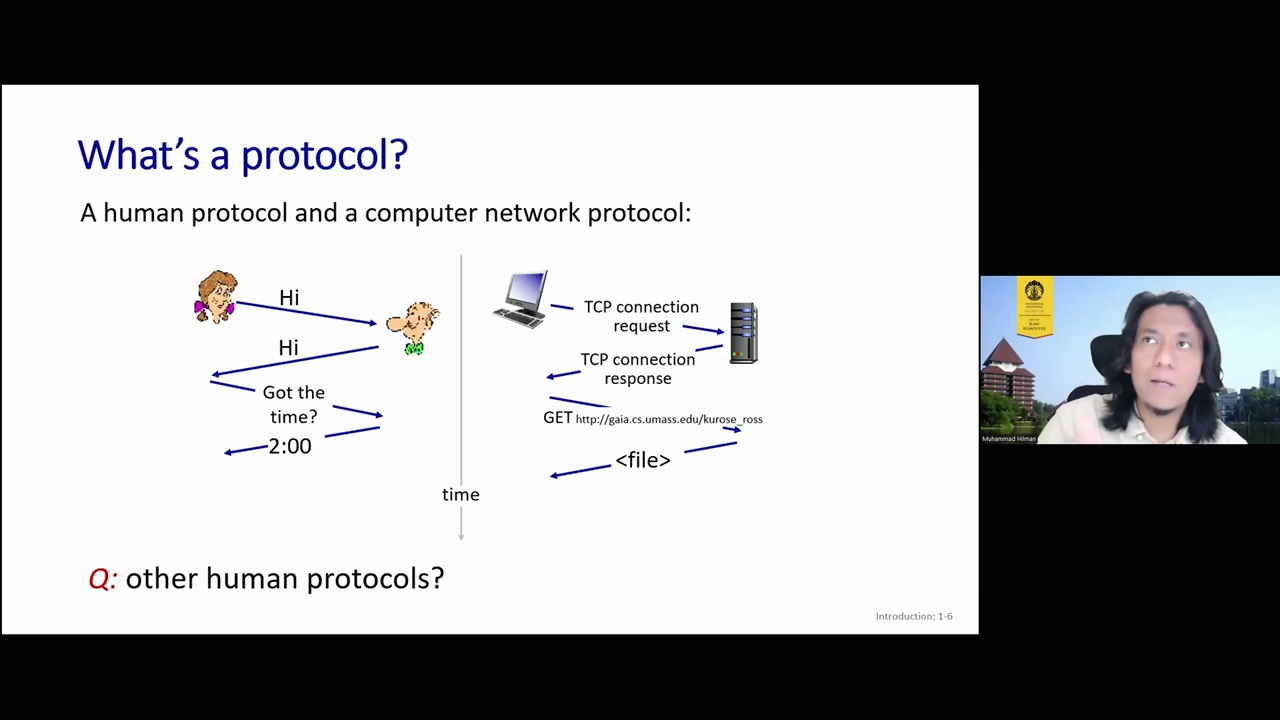 What's a protocol?
A human protocol and a computer network protocol:
Hi
Hi
Got the
time?
2:00
TCP connection
request
TCP connection
response
GET http://gaia.cs.umass.edu/kurose_ross
<file>
time
Q: other human protocols?
Introduction: 1-6
ILMU
KOMPUTER
Muhammad Hilman